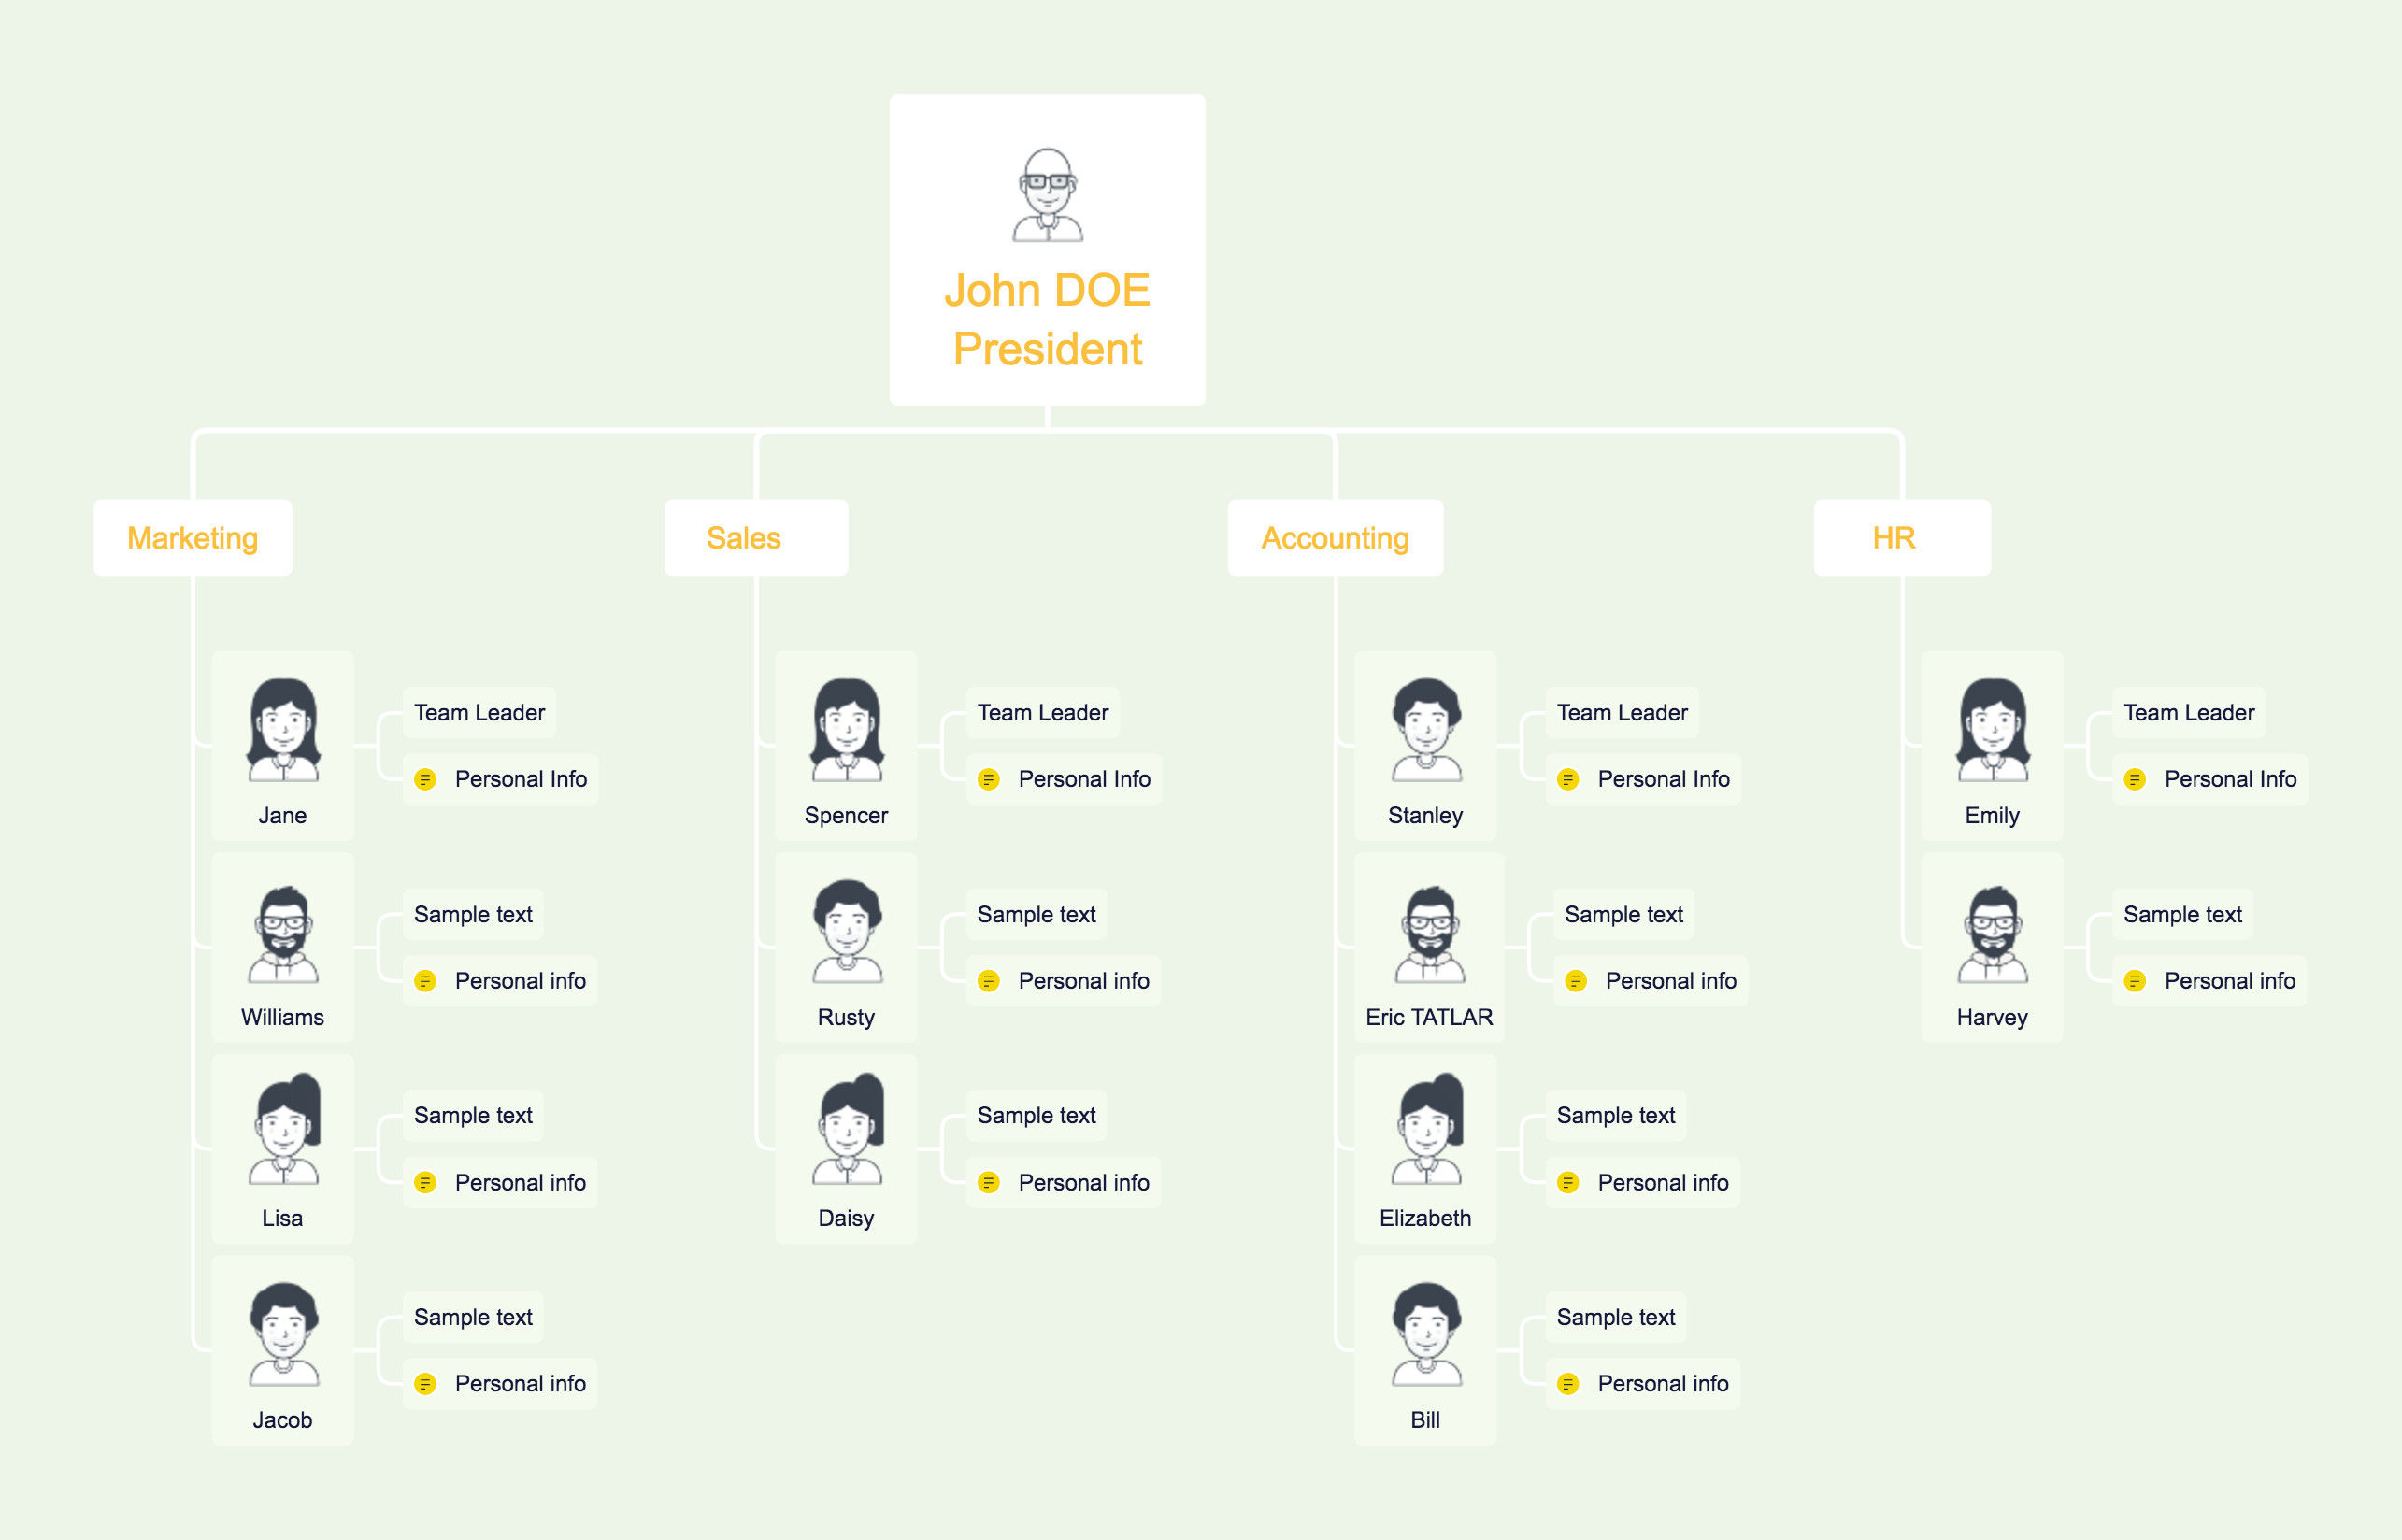 John DOE
President
Marketing
Sales
Accounting
HR
Jane
Team Leader
Personal Info
Williams
Sample text
Personal info
Lisa
Sample text
Personal info
Jacob
Sample text
Personal info
Spencer
Team Leader
Personal Info
Rusty
Sample text
Personal info
Daisy
Sample text
Personal info
Stanley
Team Leader
Personal Info
Eric TATLAR
Sample text
Personal info
Elizabeth
Sample text
Personal info
Bill
Sample text
Personal info
Emily
Team Leader
Personal Info
Harvey
Sample text
Personal info